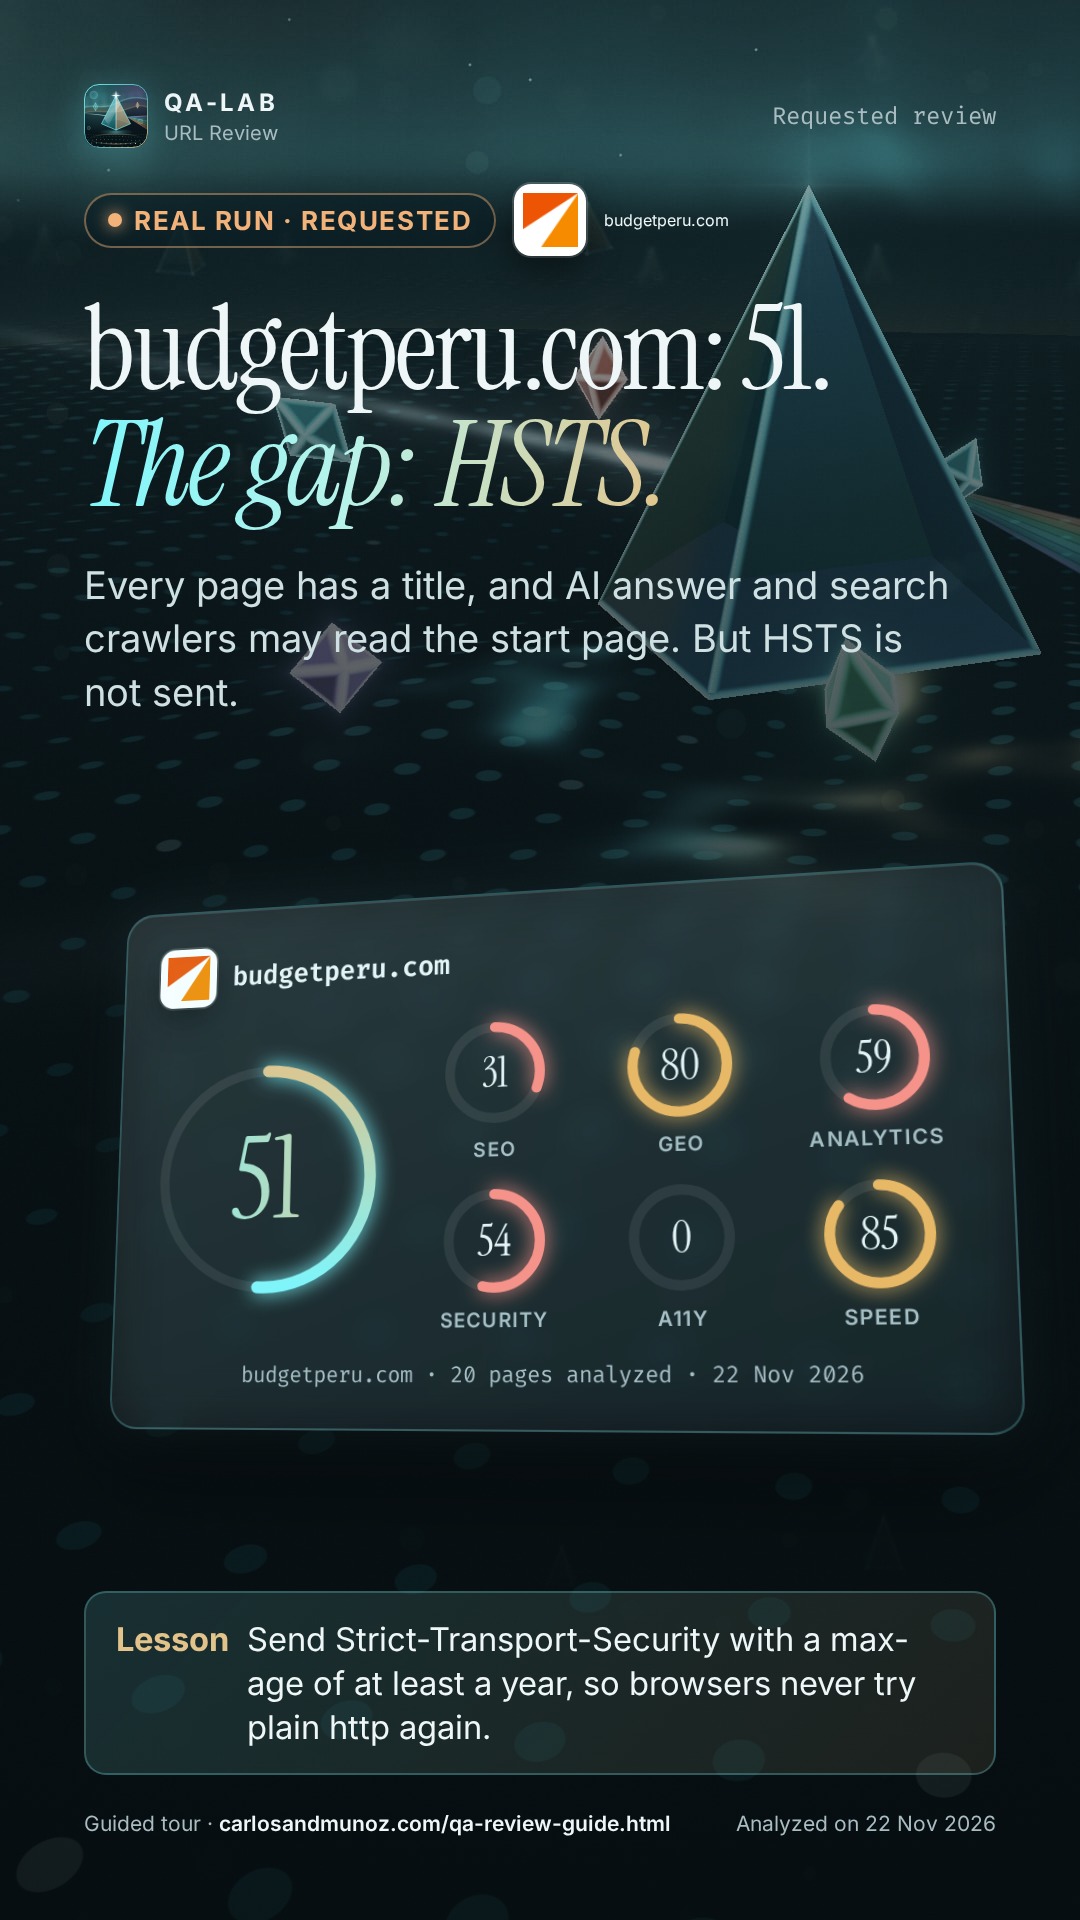 QA-LAB
URL Review
Requested review
REAL RUN · REQUESTED
budgetperu.com
budgetperu.com: 51.
The gap: HSTS.
Every page has a title, and AI answer and search
crawlers may read the start page. But HSTS is
not sent.
budgetperu.com
51
31
SEO
80
GEO
59
ANALYTICS
54
SECURITY
0
A11Y
85
SPEED
budgetperu.com · 20 pages analyzed · 22 Nov 2026
Lesson Send Strict-Transport-Security with a max-
age of at least a year, so browsers never try
plain http again.
Guided tour · carlosandmunoz.com/qa-review-guide.html
Analyzed on 22 Nov 2026